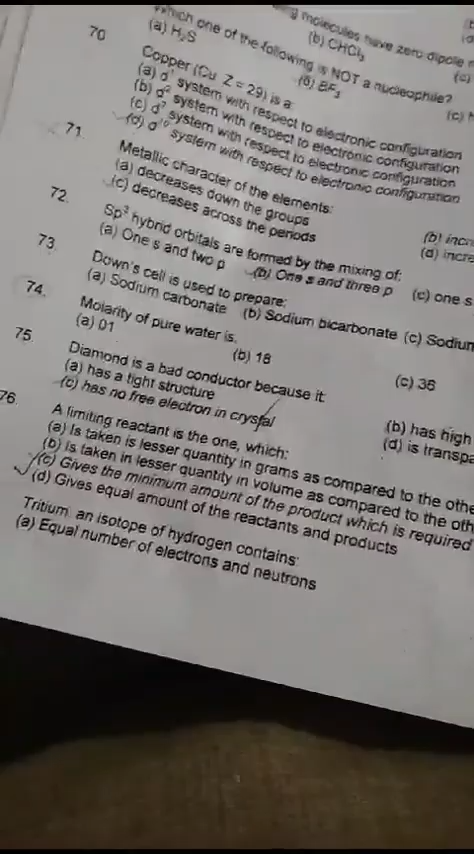 molecules have zero dipole
(b) CHCl₃
Which one of the following is NOT a nucleophile?
(a) H₂S
(b) BF₃
(c)
70
Copper (Cu Z = 29) is a
(a) d system with respect to electronic configuration
(b) d system with respect to electronic configuration
(c) d system with respect to electronic configuration
(d) d¹⁰ system with respect to electronic configuration
71.
Metallic character of the elements:
(a) decreases down the groups
(b) incre
(c) decreases across the periods
(d) incre
72.
Sp³ hybrid orbitals are formed by the mixing of:
(a) One s and two p
(b) One s and three p
(c) one s
73.
Down's cell is used to prepare:
(a) Sodium carbonate
(b) Sodium bicarbonate
(c) Sodium
74.
Molarity of pure water is.
(a) 01
(b) 18
(c) 36
75
Diamond is a bad conductor because it:
(a) has a tight structure
(b) has high
(c) has no free electron in crystal
(d) is transpa
76.
A limiting reactant is the one, which:
(a) Is taken is lesser quantity in grams as compared to the othe
(b) Is taken in lesser quantity in volume as compared to the oth
(c) Gives the minimum amount of the product which is required
(d) Gives equal amount of the reactants and products
Tritium, an isotope of hydrogen contains:
(a) Equal number of electrons and neutrons